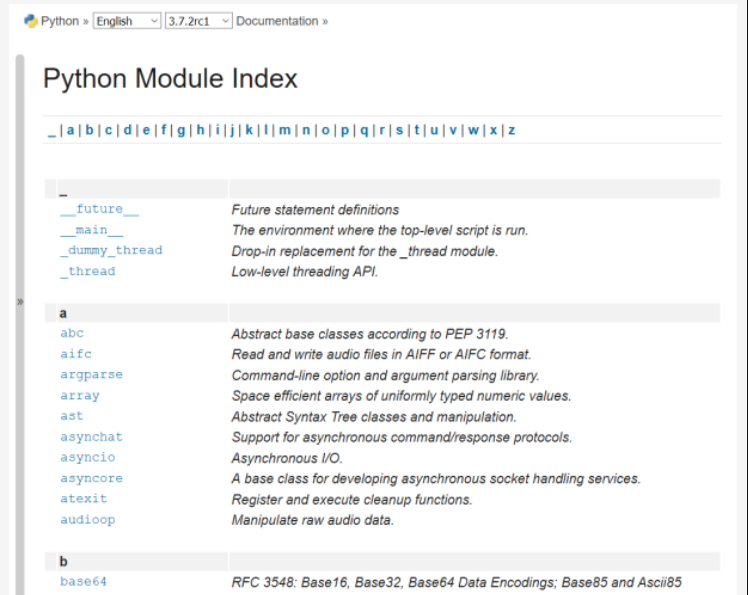 Python » English 3.7.2rc1 Documentation »
Python Module Index
_ | a | b | c | d | e | f | g | h | i | j | k | l | m | n | o | p | q | r | s | t | u | v | w | x | z
_
__future__ Future statement definitions
__main__ The environment where the top-level script is run.
_dummy_thread Drop-in replacement for the _thread module.
_thread Low-level threading API.
»
a
abc Abstract base classes according to PEP 3119.
aifc Read and write audio files in AIFF or AIFC format.
argparse Command-line option and argument parsing library.
array Space efficient arrays of uniformly typed numeric values.
ast Abstract Syntax Tree classes and manipulation.
asynchat Support for asynchronous command/response protocols.
asyncio Asynchronous I/O.
asyncore A base class for developing asynchronous socket handling services.
atexit Register and execute cleanup functions.
audioop Manipulate raw audio data.
b
base64 RFC 3548: Base16, Base32, Base64 Data Encodings; Base85 and Ascii85